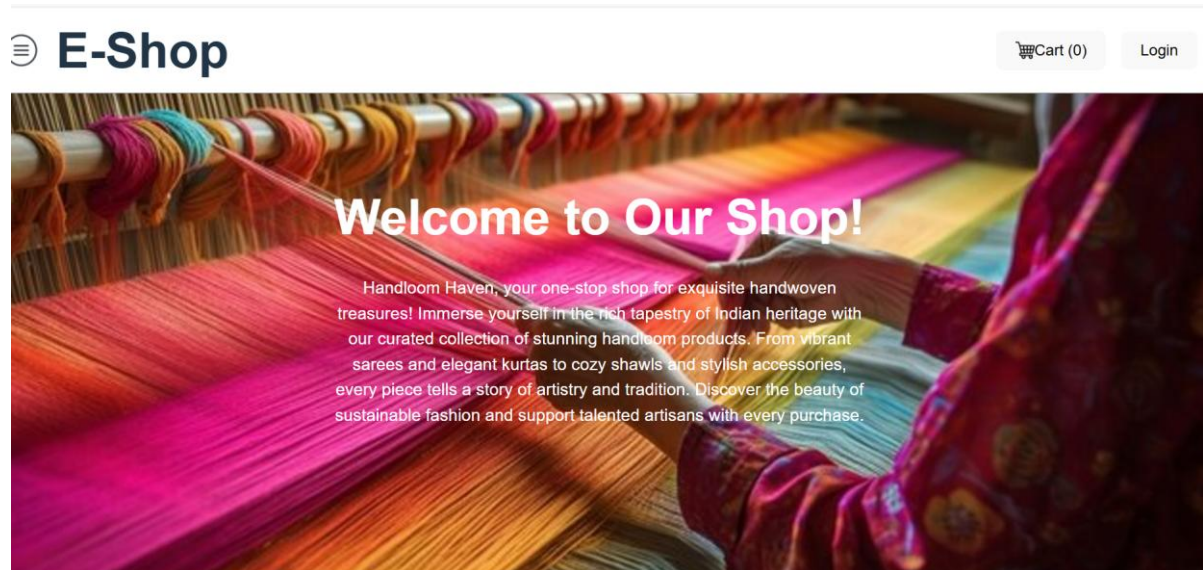 E-Shop
Cart (0)
Login
Welcome to Our Shop!
Handloom Haven, your one-stop shop for exquisite handwoven
treasures! Immerse yourself in the rich tapestry of Indian heritage with
our curated collection of stunning handloom products. From vibrant
sarees and elegant kurtas to cozy shawls and stylish accessories,
every piece tells a story of artistry and tradition. Discover the beauty of
sustainable fashion and support talented artisans with every purchase.